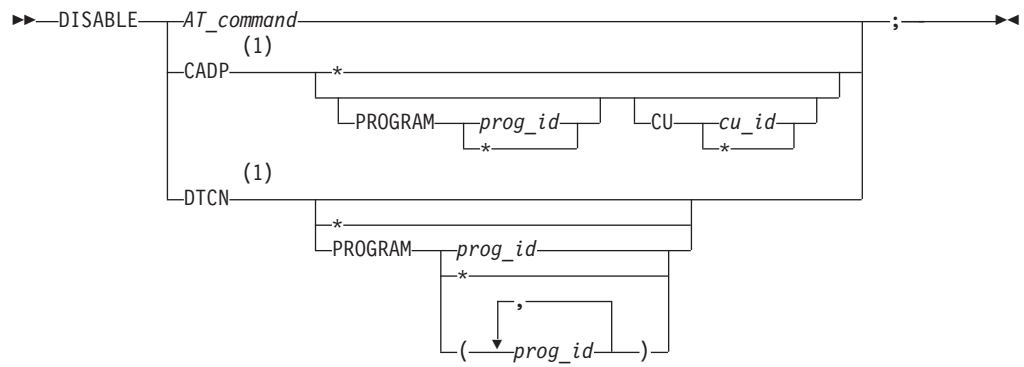 DISABLE AT_command ;
(1)
CADP *
PROGRAM prog_id CU cu_id
* *
(1)
DTCN
*
PROGRAM prog_id
*
,
( prog_id )